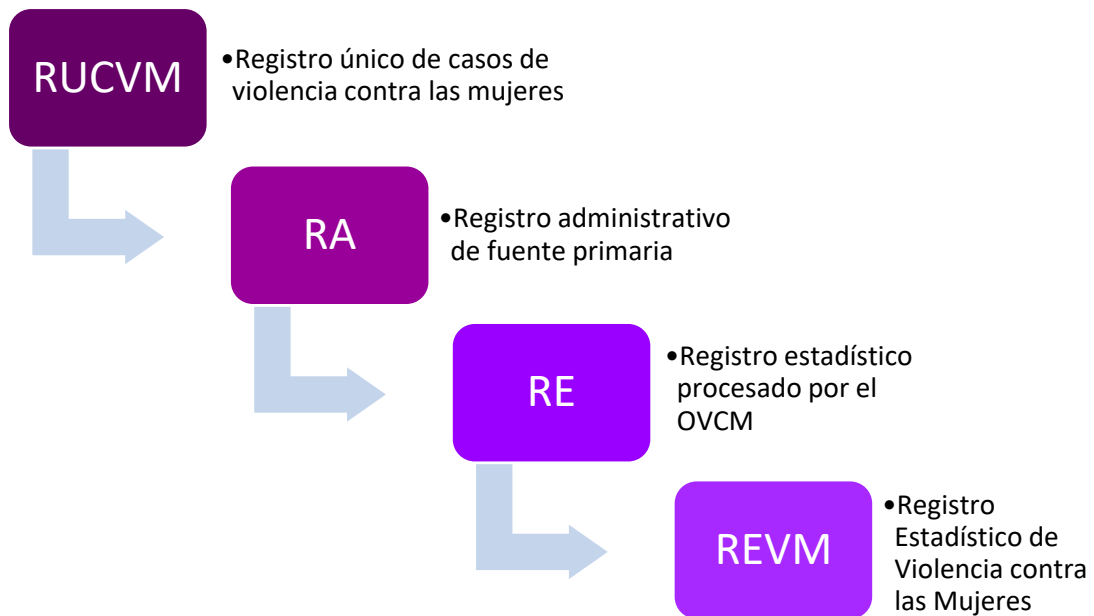 RUCVM
•Registro único de casos de
violencia contra las mujeres
RA
•Registro administrativo
de fuente primaria
RE
•Registro estadístico
procesado por el
OVCM
REVM
•Registro
Estadístico de
Violencia contra
las Mujeres